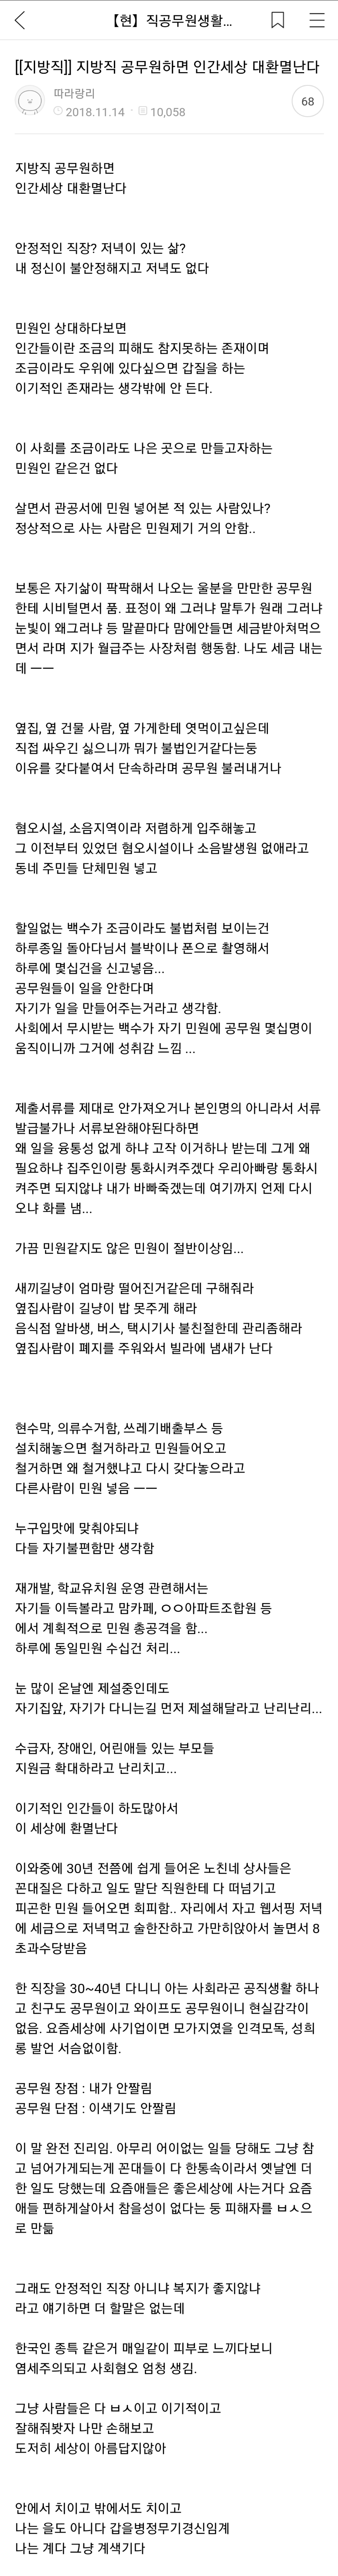 【현】직공무원생활...
[[지방직]] 지방직 공무원하면 인간세상 대환멸난다
따라랑리
2018.11.14 · 10,058
68
지방직 공무원하면
인간세상 대환멸난다
안정적인 직장? 저녁이 있는 삶?
내 정신이 불안정해지고 저녁도 없다
민원인 상대하다보면
인간들이란 조금의 피해도 참지못하는 존재이며
조금이라도 우위에 있다싶으면 갑질을 하는
이기적인 존재라는 생각밖에 안 든다.
이 사회를 조금이라도 나은 곳으로 만들고자하는
민원인 같은건 없다
살면서 관공서에 민원 넣어본 적 있는 사람있나?
정상적으로 사는 사람은 민원제기 거의 안함..
보통은 자기삶이 팍팍해서 나오는 울분을 만만한 공무원
한테 시비털면서 품. 표정이 왜 그러냐 말투가 원래 그러냐
눈빛이 왜그러냐 등 말끝마다 맘에안들면 세금받아쳐먹으
면서 라며 지가 월급주는 사장처럼 행동함. 나도 세금 내는
데 ㅡㅡ
옆집, 옆 건물 사람, 옆 가게한테 엿먹이고싶은데
직접 싸우긴 싫으니까 뭐가 불법인거같다는둥
이유를 갖다붙여서 단속하라며 공무원 불러내거나
혐오시설, 소음지역이라 저렴하게 입주해놓고
그 이전부터 있었던 혐오시설이나 소음발생원 없애라고
동네 주민들 단체민원 넣고
할일없는 백수가 조금이라도 불법처럼 보이는건
하루종일 돌아다님서 블박이나 폰으로 촬영해서
하루에 몇십건을 신고넣음...
공무원들이 일을 안한다며
자기가 일을 만들어주는거라고 생각함.
사회에서 무시받는 백수가 자기 민원에 공무원 몇십명이
움직이니까 그거에 성취감 느낌 ...
제출서류를 제대로 안가져오거나 본인명의 아니라서 서류
발급불가나 서류보완해야된다하면
왜 일을 융통성 없게 하냐 고작 이거하나 받는데 그게 왜
필요하냐 집주인이랑 통화시켜주겠다 우리아빠랑 통화시
켜주면 되지않냐 내가 바빠죽겠는데 여기까지 언제 다시
오냐 화를 냄...
가끔 민원같지도 않은 민원이 절반이상임...
새끼길냥이 엄마랑 떨어진거같은데 구해줘라
옆집사람이 길냥이 밥 못주게 해라
음식점 알바생, 버스, 택시기사 불친절한데 관리좀해라
옆집사람이 폐지를 주워와서 빌라에 냄새가 난다
현수막, 의류수거함, 쓰레기배출부스 등
설치해놓으면 철거하라고 민원들어오고
철거하면 왜 철거했냐고 다시 갖다놓으라고
다른사람이 민원 넣음 ㅡㅡ
누구입맛에 맞춰야되냐
다들 자기불편함만 생각함
재개발, 학교유치원 운영 관련해서는
자기들 이득볼라고 맘카페, ㅇㅇ아파트조합원 등
에서 계획적으로 민원 총공격을 함...
하루에 동일민원 수십건 처리...
눈 많이 온날엔 제설중인데도
자기집앞, 자기가 다니는길 먼저 제설해달라고 난리난리...
수급자, 장애인, 어린애들 있는 부모들
지원금 확대하라고 난리치고...
이기적인 인간들이 하도많아서
이 세상에 환멸난다
이와중에 30년 전쯤에 쉽게 들어온 노친네 상사들은
꼰대질은 다하고 일도 말단 직원한테 다 떠넘기고
피곤한 민원 들어오면 회피함.. 자리에서 자고 웹서핑 저녁
에 세금으로 저녁먹고 술한잔하고 가만히앉아서 놀면서 8
초과수당받음
한 직장을 30~40년 다니니 아는 사회라곤 공직생활 하나
고 친구도 공무원이고 와이프도 공무원이니 현실감각이
없음. 요즘세상에 사기업이면 모가지였을 인격모독, 성희
롱 발언 서슴없이함.
공무원 장점 : 내가 안짤림
공무원 단점 : 이색기도 안짤림
이 말 완전 진리임. 아무리 어이없는 일들 당해도 그냥 참
고 넘어가게되는게 꼰대들이 다 한통속이라서 옛날엔 더
한 일도 당했는데 요즘애들은 좋은세상에 사는거다 요즘
애들 편하게살아서 참을성이 없다는 둥 피해자를 ㅂㅅ으
로 만듦
그래도 안정적인 직장 아니냐 복지가 좋지않냐
라고 얘기하면 더 할말은 없는데
한국인 종특 같은거 매일같이 피부로 느끼다보니
염세주의되고 사회혐오 엄청 생김.
그냥 사람들은 다 ㅂㅅ이고 이기적이고
잘해줘봣자 나만 손해보고
도저히 세상이 아름답지않아
안에서 치이고 밖에서도 치이고
나는 을도 아니다 갑을병정무기경신임계
나는 계다 그냥 계색기다